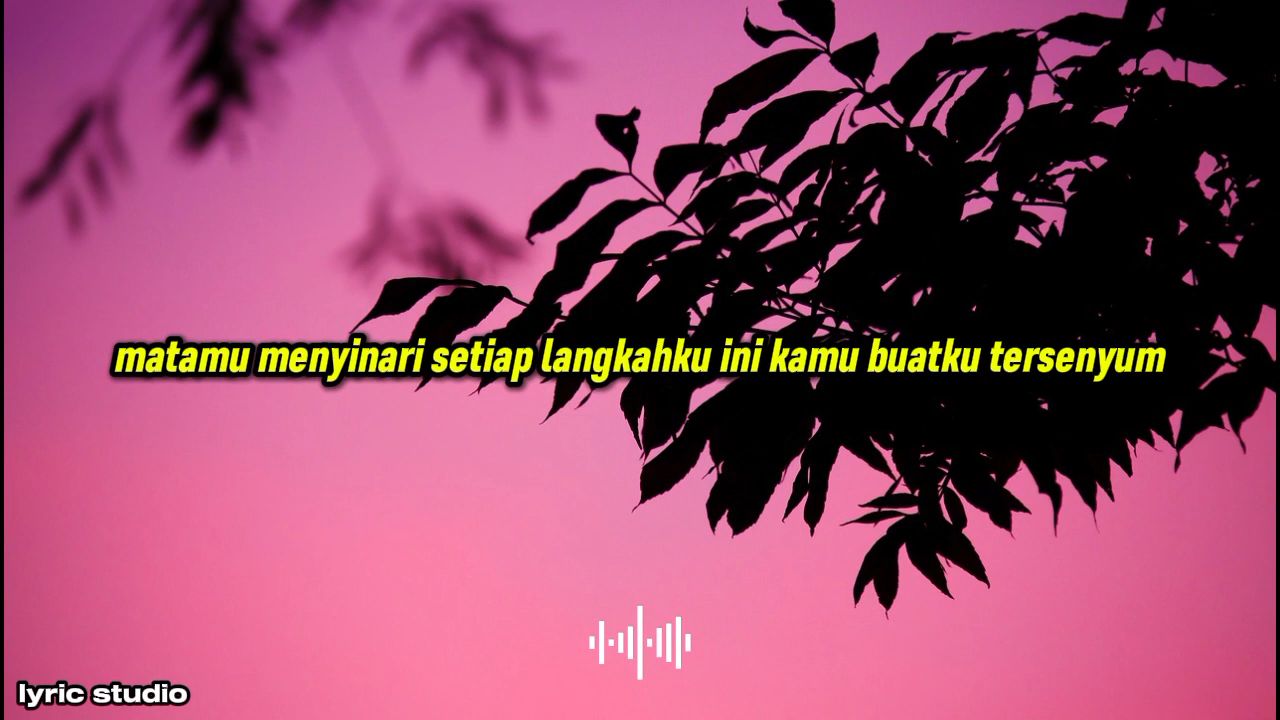 matamu menyinari setiap langkahku ini kamu buatku tersenyum
lyric studio